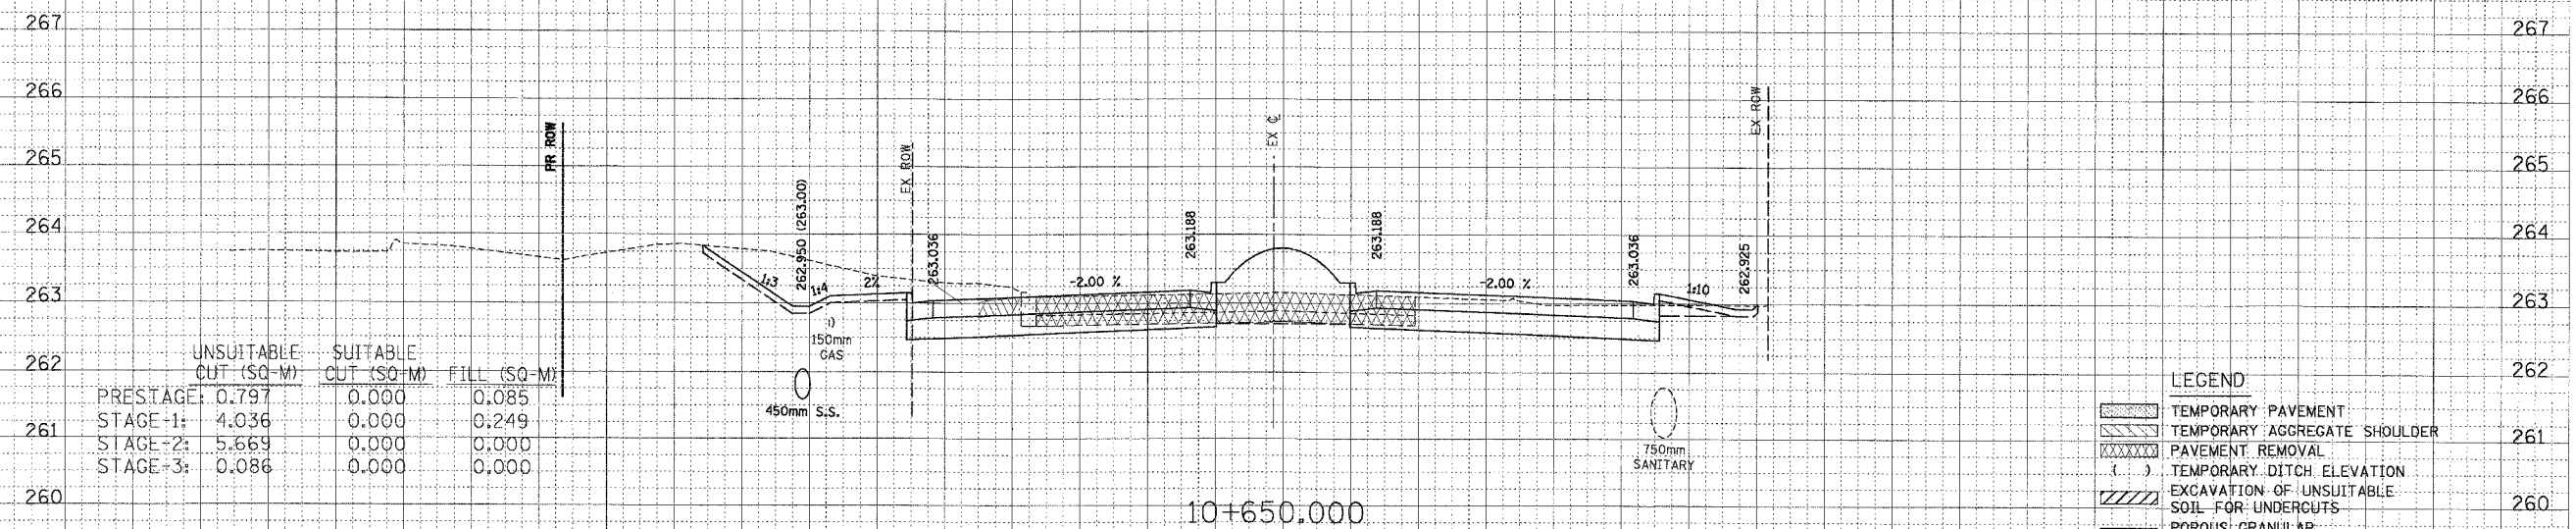 267
267
266
266
265
265
264
264
263
263
262
262
261
261
260
260
PR ROW
EX ROW
EX ℄
EX ROW
262.950 (263.00)
263.036
263.188
263.188
263.036
262.925
1:3
1:4
2%
-2.00 %
-2.00 %
1:10
150mm
GAS
450mm S.S.
750mm
SANITARY
UNSUITABLE SUITABLE
CUT (SQ-M) CUT (SQ-M) FILL (SQ-M)
PRESTAGE: 0.797 0.000 0.085
STAGE-1: 4.036 0.000 0.249
STAGE-2: 5.669 0.000 0.000
STAGE-3: 0.086 0.000 0.000
10+650.000
LEGEND
TEMPORARY PAVEMENT
TEMPORARY AGGREGATE SHOULDER
PAVEMENT REMOVAL
( ) TEMPORARY DITCH ELEVATION
EXCAVATION OF UNSUITABLE
SOIL FOR UNDERCUTS
POROUS GRANULAR